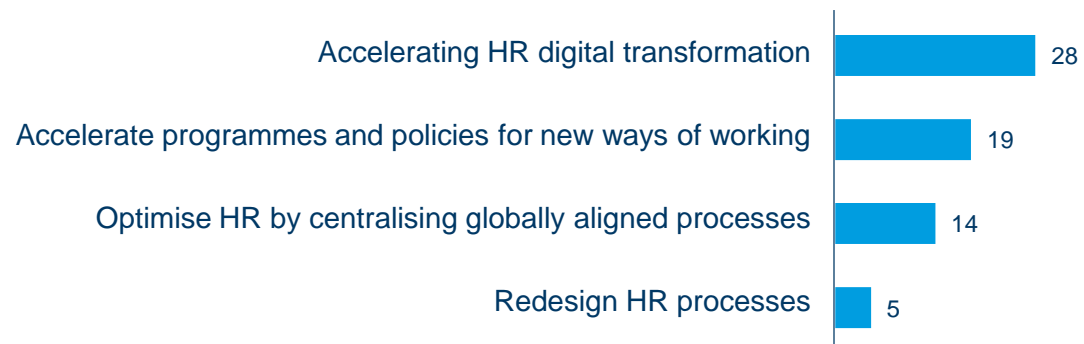 Accelerating HR digital transformation 28
Accelerate programmes and policies for new ways of working 19
Optimise HR by centralising globally aligned processes 14
Redesign HR processes 5